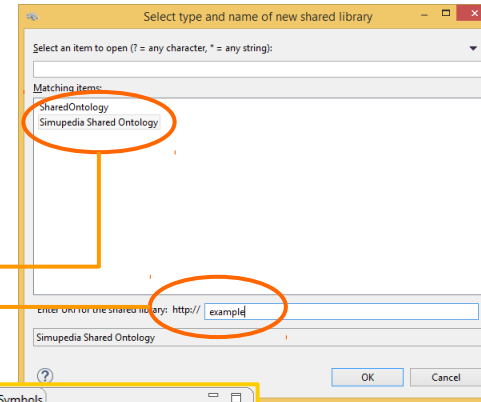 Select type and name of new shared library
Select an item to open (? = any character, * = any string):
Matching items:
SharedOntology
Simupedia Shared Ontology
Enter URI for the shared library: http:// example
Simupedia Shared Ontology
OK Cancel
Symbols